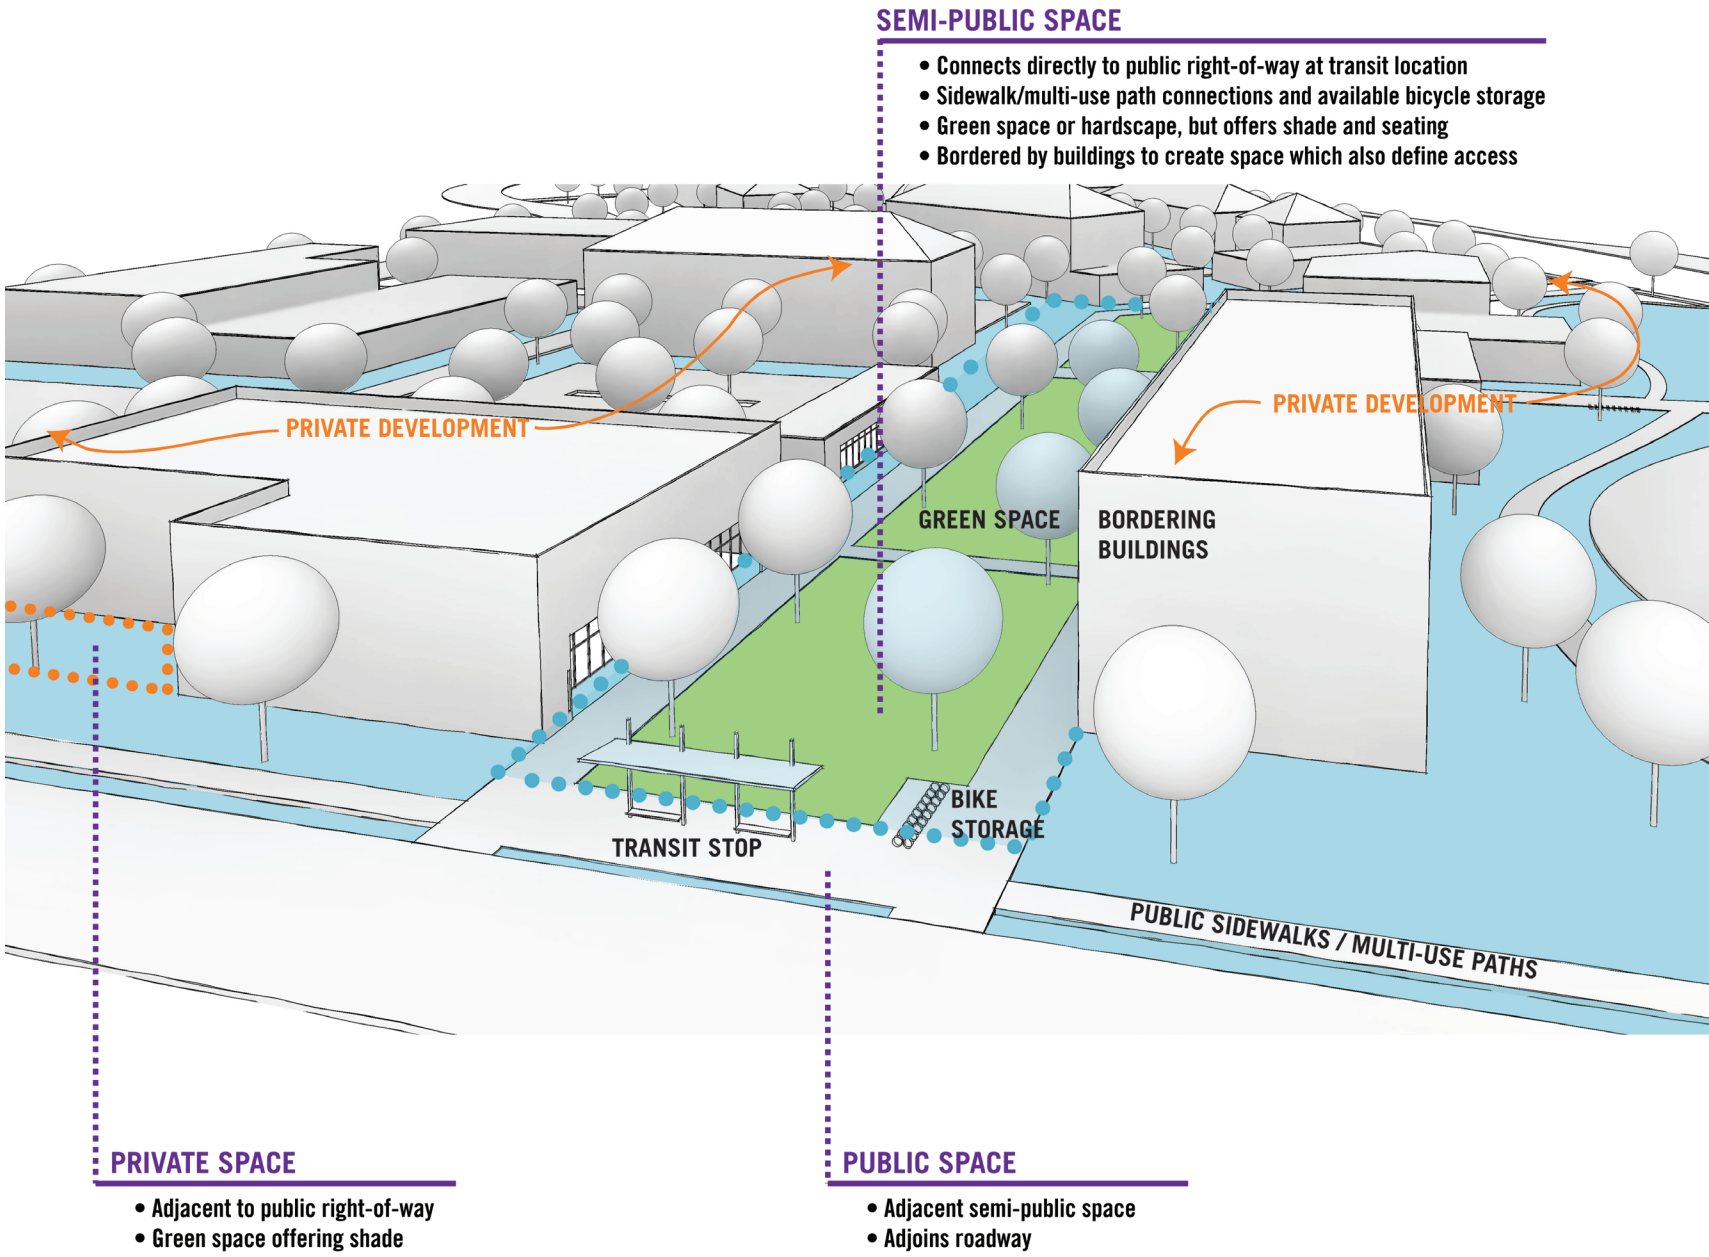 SEMI-PUBLIC SPACE
• Connects directly to public right-of-way at transit location
• Sidewalk/multi-use path connections and available bicycle storage
• Green space or hardscape, but offers shade and seating
• Bordered by buildings to create space which also define access
PRIVATE DEVELOPMENT
PRIVATE DEVELOPMENT
GREEN SPACE
BORDERING
BUILDINGS
BIKE
STORAGE
TRANSIT STOP
PUBLIC SIDEWALKS / MULTI-USE PATHS
PRIVATE SPACE
• Adjacent to public right-of-way
• Green space offering shade
PUBLIC SPACE
• Adjacent semi-public space
• Adjoins roadway